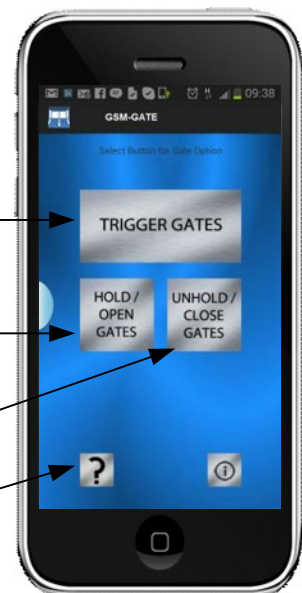 09:38
GSM-GATE
Select Button for Gate Option
TRIGGER GATES
HOLD /
OPEN
GATES
UNHOLD /
CLOSE
GATES
?
i